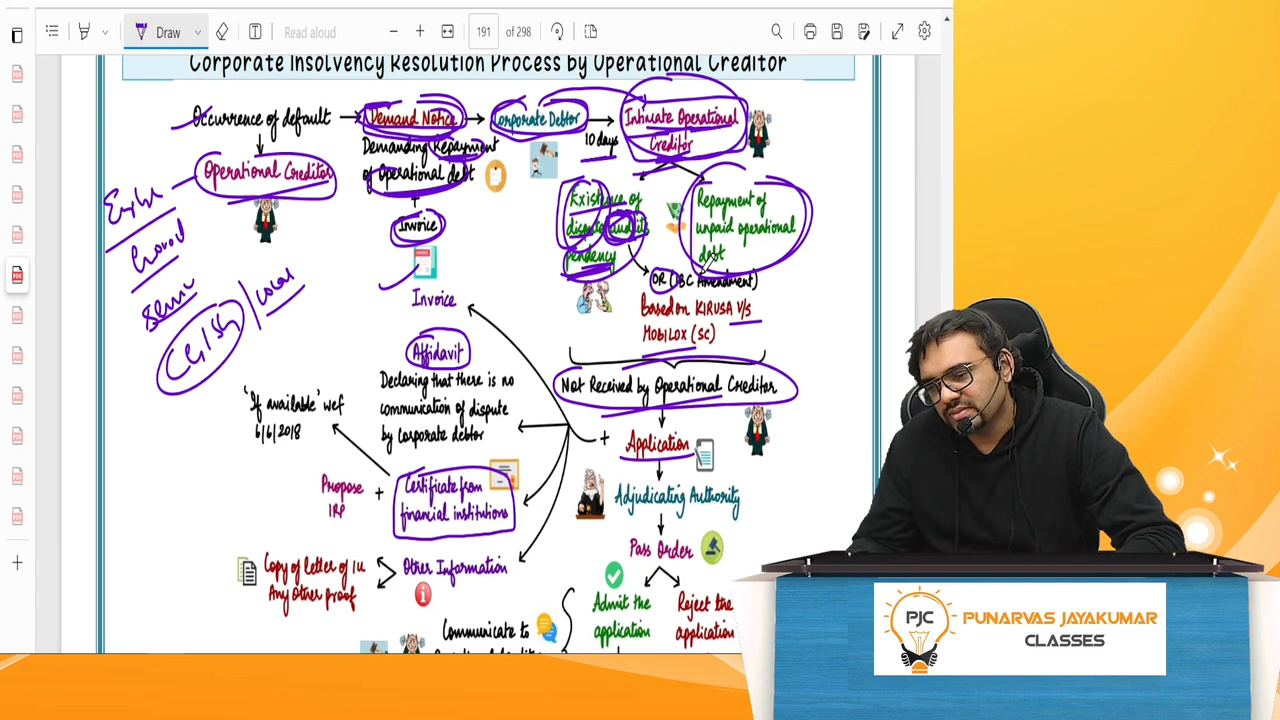 Draw
Read aloud
191
of 298
Corporate Insolvency Resolution Process by Operational Creditor
Occurrence of default
Demand Notice
Corporate Debtor
10 days
Intimate Operational
Creditor
Demanding Repayment
of Operational debt
+
Operational Creditor
Invoice
Invoice
Existence of
dispute
pendency
Repayment of
unpaid operational
debt
OR (IBC Amendment)
Based on KIRUSA V/S
MOBILOX (SC)
Affidavit
Declaring that there is no
communication of dispute
by corporate debtor
Not Received by Operational Creditor
'If available' wef
6/6/2018
+
Application
Certificate from
financial institutions
Propose
IRP
+
Adjudicating Authority
Pass Order
Copy of letter of IU
Any Other proof
Other Information
Admit the
application
Reject the
application
Communicate to
PJC
PUNARVAS JAYAKUMAR
CLASSES